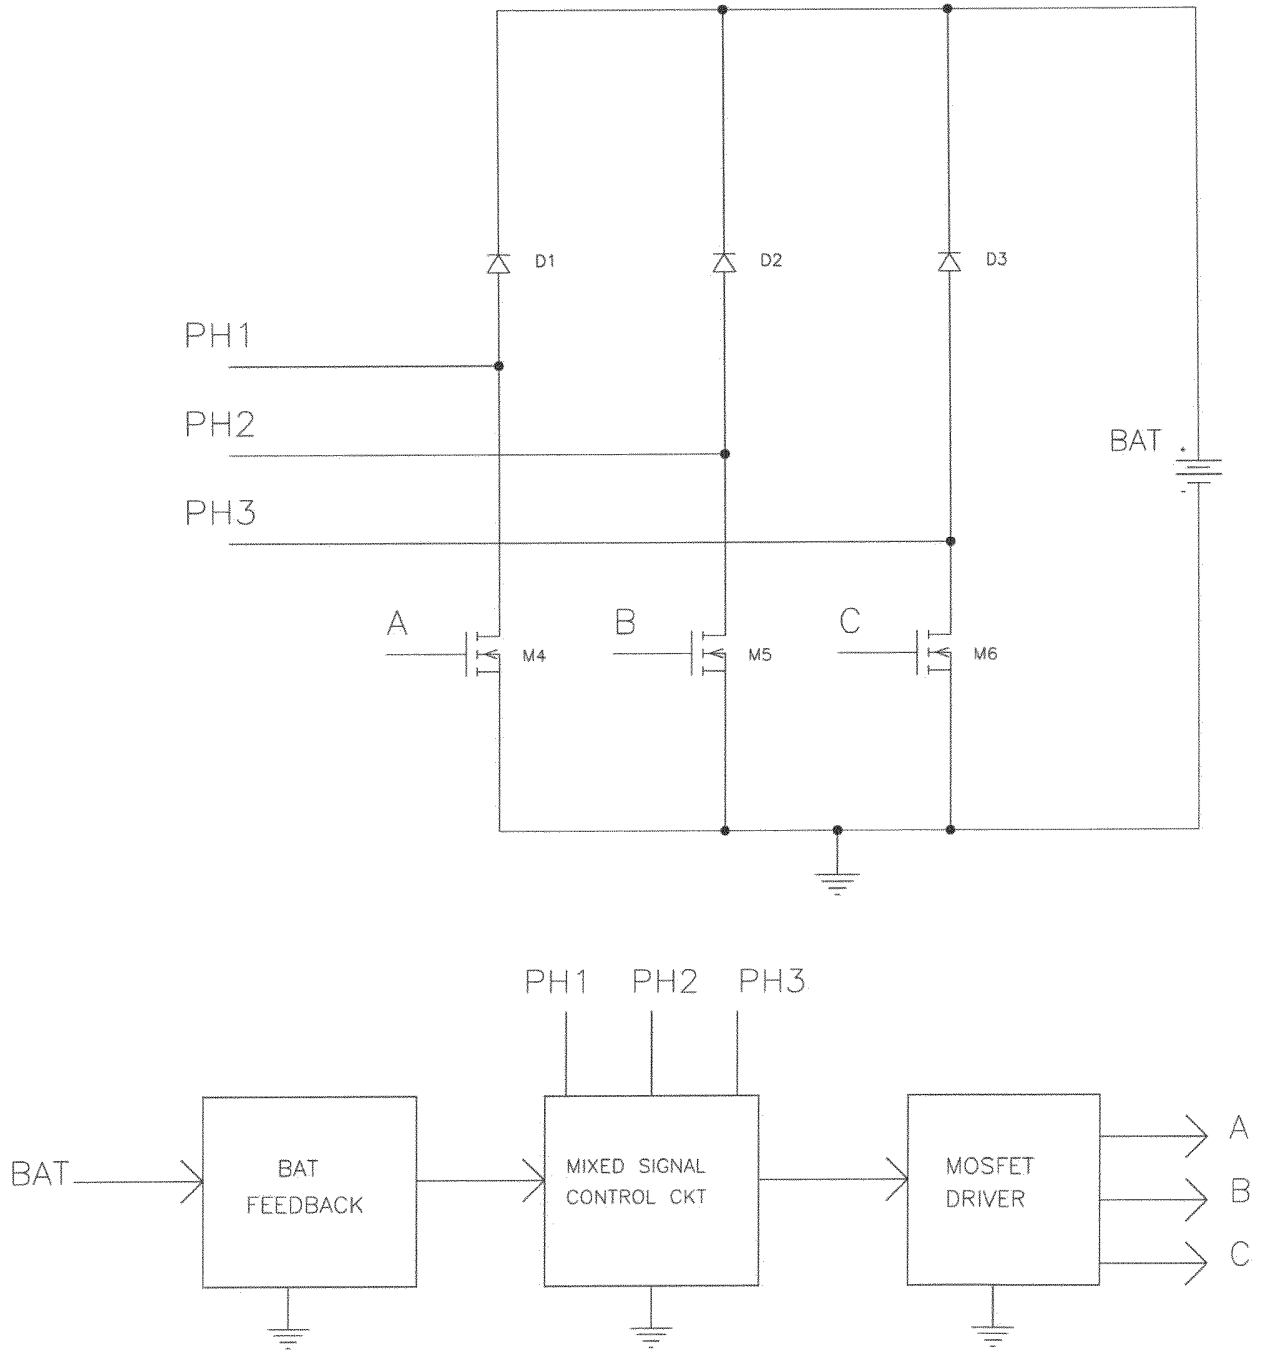 D1
D2
D3
PH1
PH2
BAT
+
-
PH3
A
B
C
M4
M5
M6
PH1 PH2 PH3
BAT
BAT
FEEDBACK
MIXED SIGNAL
CONTROL CKT
MOSFET
DRIVER
A
B
C